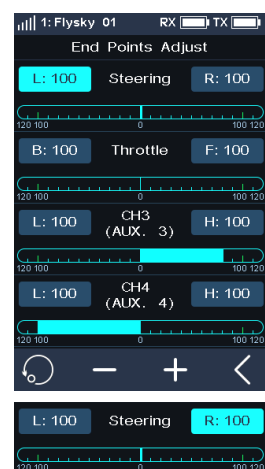 1: Flysky 01 RX TX
End Points Adjust
L: 100 Steering R: 100
120 100 0 100 120
B: 100 Throttle F: 100
120 100 0 100 120
L: 100 CH3 H: 100
(AUX. 3)
120 100 0 100 120
L: 100 CH4 H: 100
(AUX. 4)
120 100 0 100 120
L: 100 Steering R: 100
120 100 0 100 120